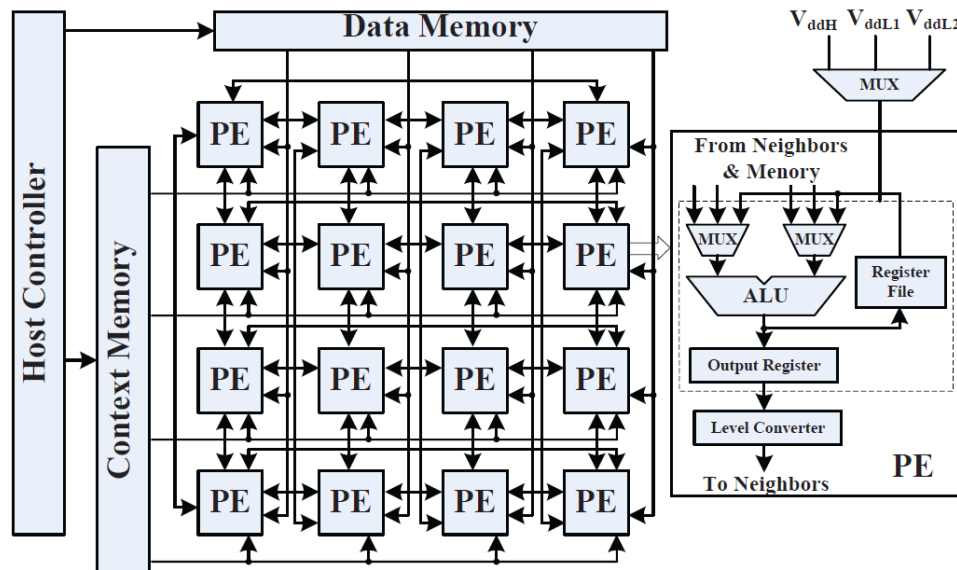 Host Controller
Context Memory
Data Memory
PE PE PE PE
PE PE PE PE
PE PE PE PE
PE PE PE PE
VddH VddL1 VddL2
MUX
From Neighbors
& Menory
MUX MUX
ALU
Register
File
Output Register
Level Converter
To Neighbors
PE